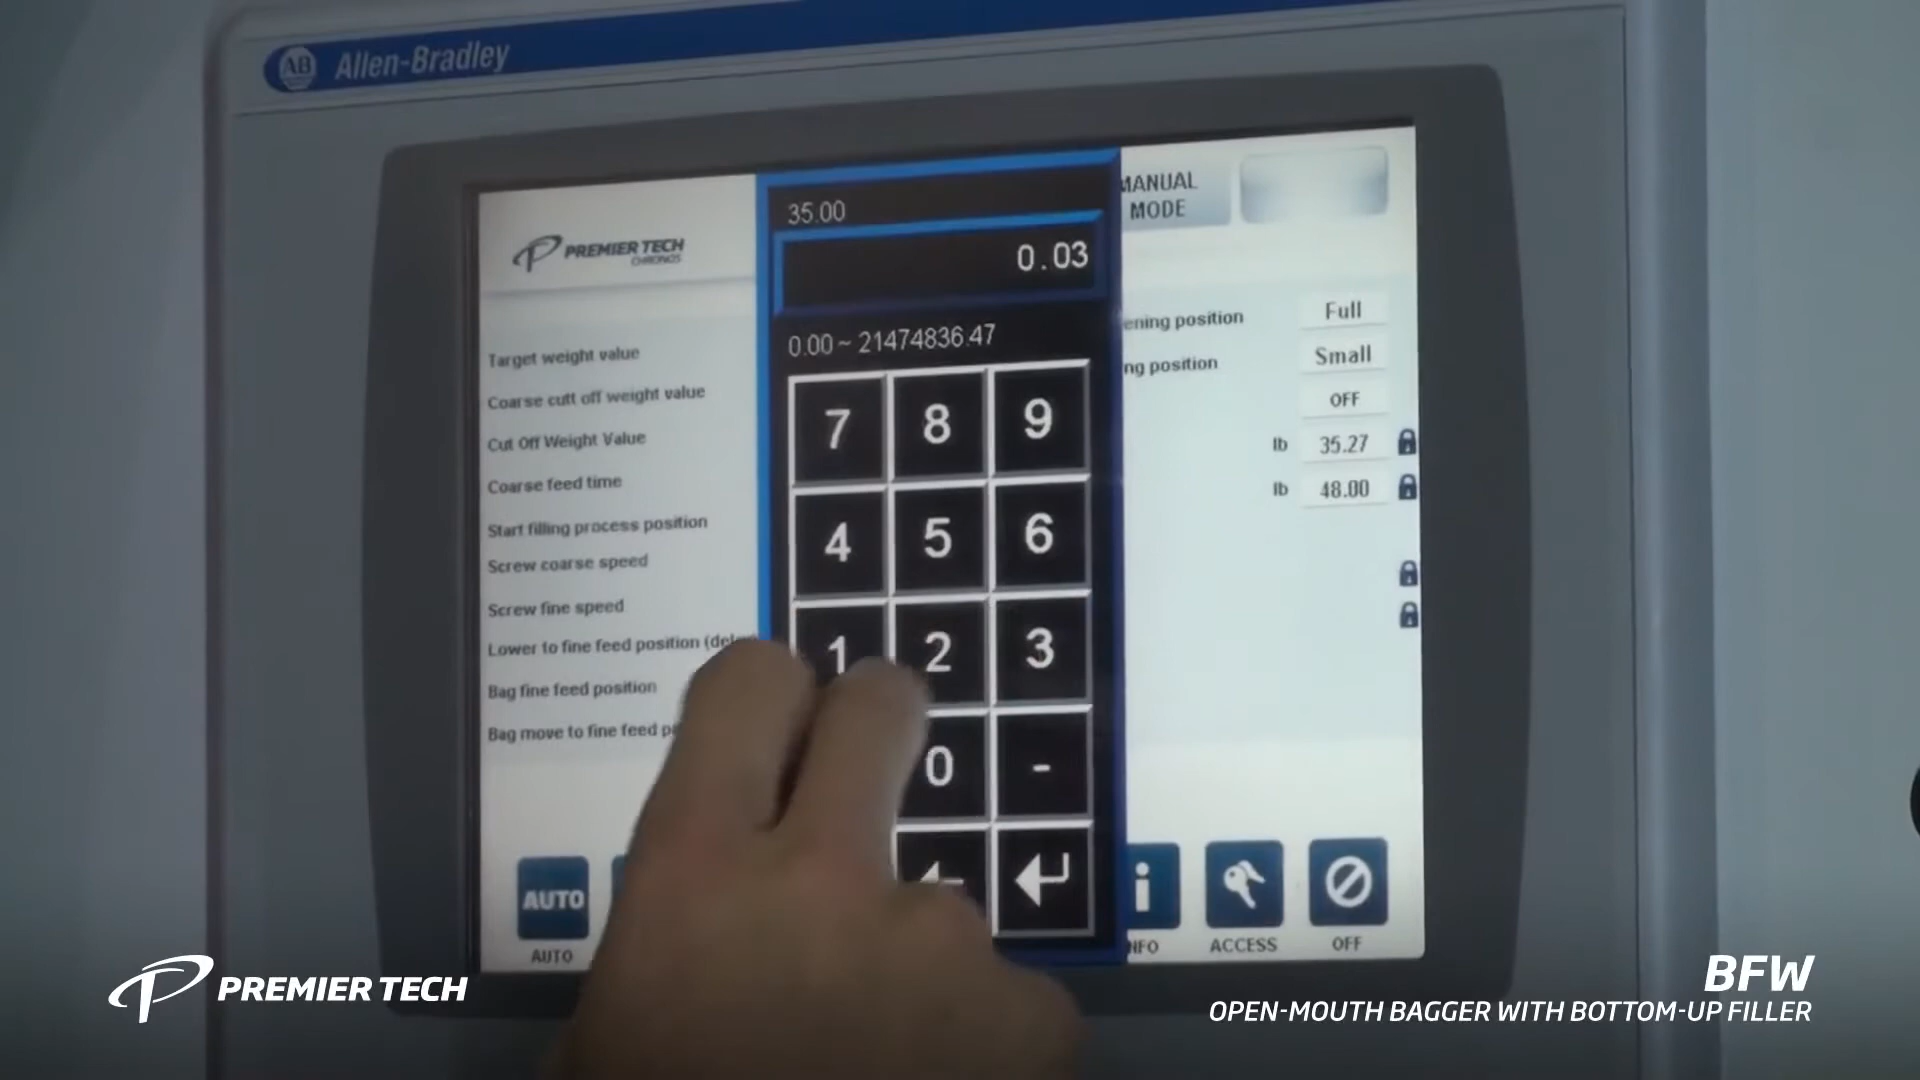 AB Allen-Bradley
PREMIER TECH
CHRONOS
35.00
0.03
0.00 ~ 21474836.47
MANUAL
MODE
Target weight value
Coarse cutt off weight value
Cut Off Weight Value
Coarse feed time
Start filling process position
Screw coarse speed
Screw fine speed
Lower to fine feed position
Bag fine feed position
Bag move to fine feed
7 8 9
4 5 6
1 2 3
0 -
position Full
position Small
OFF
lb 35.27
lb 48.00
AUTO
AUTO
i
ACCESS
OFF
PREMIER TECH
BFW
OPEN-MOUTH BAGGER WITH BOTTOM-UP FILLER